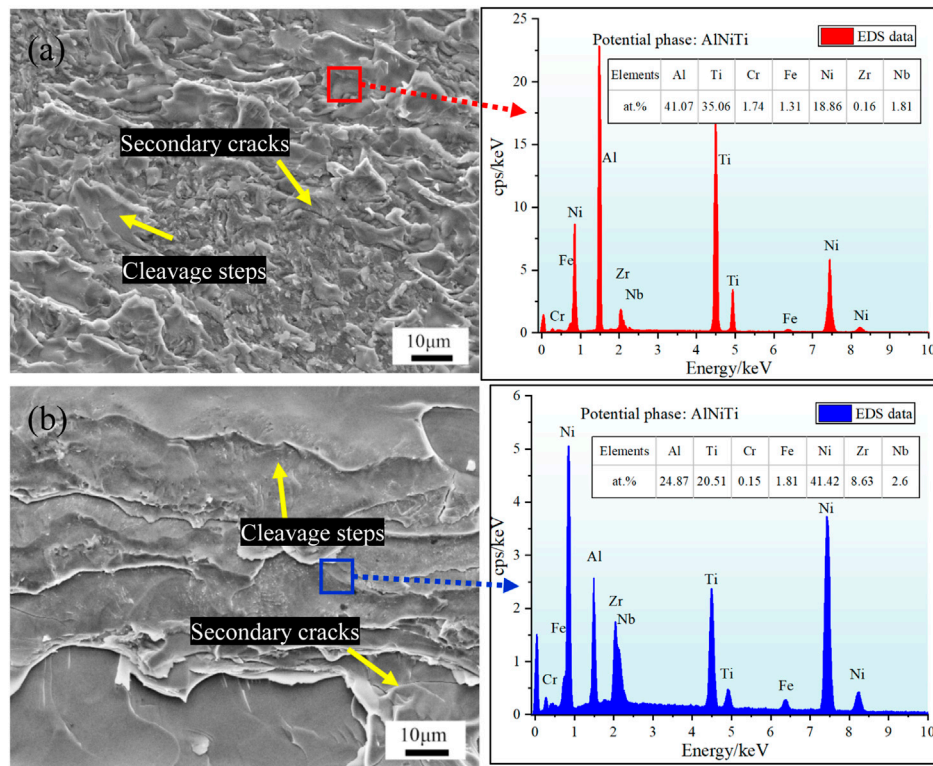 (a)
Secondary cracks
Cleavage steps
10μm
Potential phase: AlNiTi
EDS data
Elements Al Ti Cr Fe Ni Zr Nb
at.% 41.07 35.06 1.74 1.31 18.86 0.16 1.81
25
20
15
10
5
0
cps/keV
Al
Ti
Ni
Fe
Cr
Zr
Nb
Ti
Fe
Ni
Ni
0 1 2 3 4 5 6 7 8 9 10
Energy/keV
(b)
Cleavage steps
Secondary cracks
10μm
Potential phase: AlNiTi
EDS data
Elements Al Ti Cr Fe Ni Zr Nb
at.% 24.87 20.51 0.15 1.81 41.42 8.63 2.6
6
5
4
3
2
1
0
cps/keV
Ni
Al
Zr
Nb
Fe
Cr
Ti
Ti
Fe
Ni
Ni
0 1 2 3 4 5 6 7 8 9 10
Energy/keV